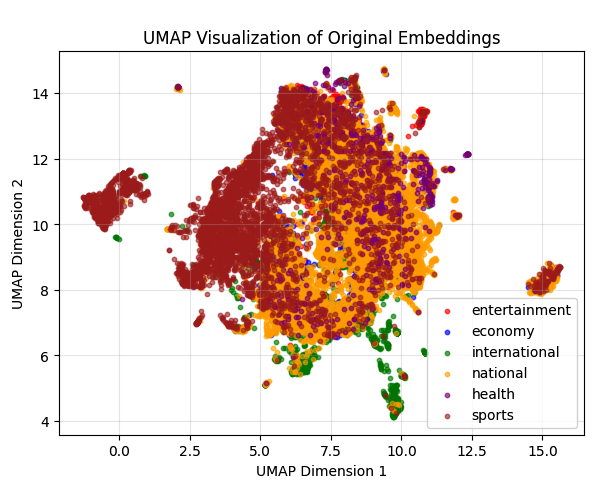 UMAP Visualization of Original Embeddings
UMAP Dimension 2
14
12
10
8
6
4
entertainment
economy
international
national
health
sports
0.0 2.5 5.0 7.5 10.0 12.5 15.0
UMAP Dimension 1